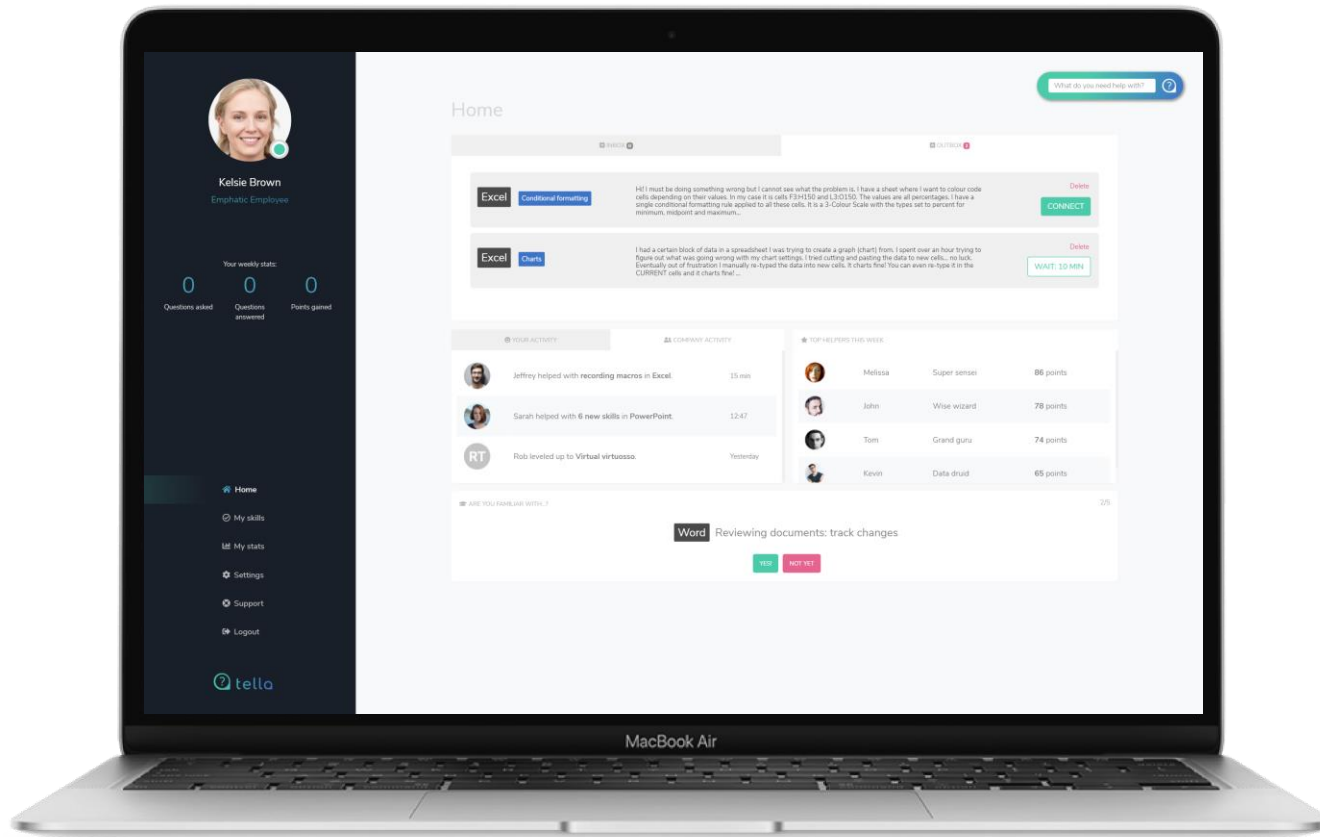 Kelsie Brown
Emphatic Employee
Your weekly stats:
0
0
0
Questions asked
Questions
answered
Points gained
Home
My skills
My stats
Settings
Support
Logout
tella
What do you need help with?
Home
INBOX
OUTBOX
Excel
Conditional formatting
Hi! I must be doing something wrong but I cannot see what the problem is. I have a sheet where I want to colour code
cells depending on their values. In my case it is cells F3:H150 and L3:O150. The values are all percentages. I have a
single conditional formatting rule applied to all these cells. It is a 3-Colour Scale with the types set to percent for
minimum, midpoint and maximum...
Delete
CONNECT
Excel
Charts
I had a certain block of data in a spreadsheet I was trying to create a graph (chart) from. I spent over an hour trying to
figure out what was going wrong with my chart settings. I tried cutting and pasting the data to new cells... no luck.
Eventually out of frustration I manually re-typed the data into new cells. It charts fine! You can even re-type it in the
CURRENT cells and it charts fine! ...
Delete
WAIT: 10 MIN
YOUR ACTIVITY
COMPANY ACTIVITY
Jeffrey helped with recording macros in Excel.
15 min
Sarah helped with 6 new skills in PowerPoint.
12:47
RT
Rob leveled up to Virtual virtuosso.
Yesterday
TOP HELPERS THIS WEEK
Melissa
Super sensei
86 points
John
Wise wizard
78 points
Tom
Grand guru
74 points
Kevin
Data druid
65 points
ARE YOU FAMILIAR WITH..?
2/5
Word
Reviewing documents: track changes
YES!
NOT YET
MacBook Air